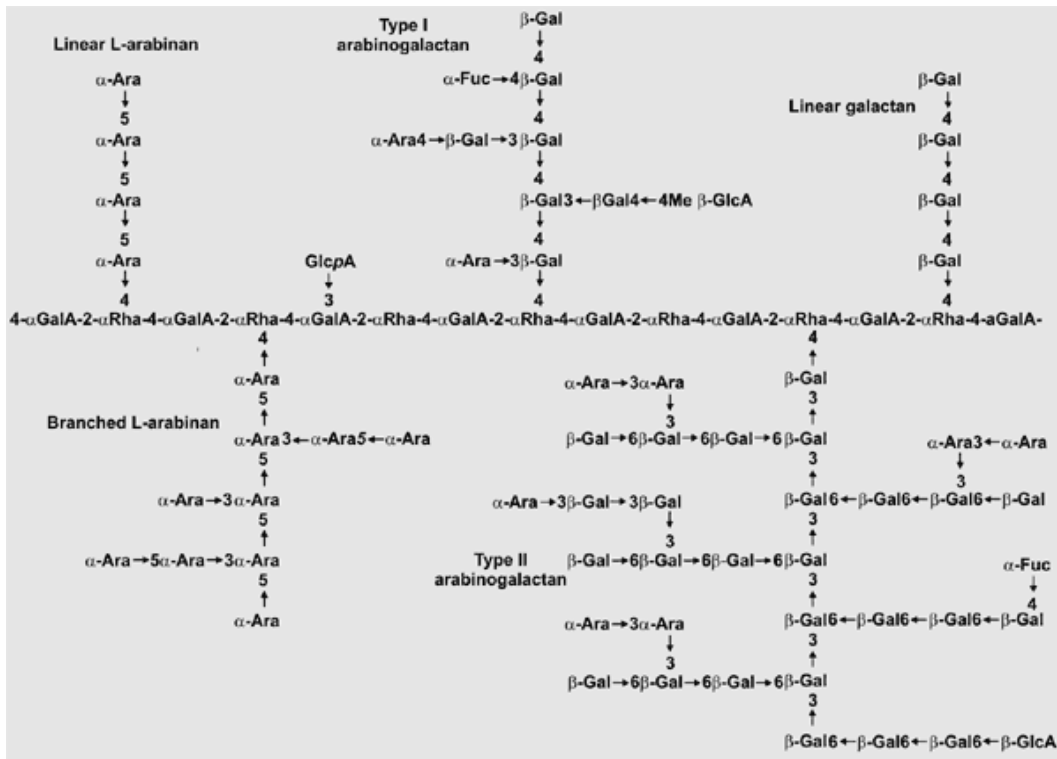 Type I β-Gal
Linear L-arabinan arabinogalactan ↓
4
α-Ara α-Fuc→4β-Gal β-Gal
↓ ↓ Linear galactan ↓
5 4 4
α-Ara α-Ara4→β-Gal→3β-Gal β-Gal
↓ ↓ ↓
5 4 4
α-Ara β-Gal3←βGal4←4Me β-GlcA β-Gal
↓ ↓ ↓
5 4 4
α-Ara GlcpA α-Ara→3β-Gal β-Gal
↓ ↓ ↓ ↓
4 3 4 4
4-αGalA-2-αRha-4-αGalA-2-αRha-4-αGalA-2-αRha-4-αGalA-2-αRha-4-αGalA-2-αRha-4-αGalA-2-αRha-4-αGalA-2-αRha-4-aGalA-
4 4
↑ ↑
α-Ara α-Ara→3α-Ara β-Gal
5 ↓ 3
Branched L-arabinan ↑ 3 ↑
α-Ara3←α-Ara5←α-Ara β-Gal→6β-Gal→6β-Gal→6β-Gal α-Ara3←α-Ara
5 3 ↓
↑ ↑ 3
α-Ara→3α-Ara α-Ara→3β-Gal→3β-Gal β-Gal6←β-Gal6←β-Gal6←β-Gal
5 ↓ 3
↑ 3 ↑
α-Ara→5α-Ara→3α-Ara Type II β-Gal→6β-Gal→6β-Gal→6β-Gal α-Fuc
5 arabinogalactan 3 ↓
↑ ↑ 4
α-Ara α-Ara→3α-Ara β-Gal6←β-Gal6←β-Gal6←β-Gal
↓ 3
3 ↑
β-Gal→6β-Gal→6β-Gal→6β-Gal
3
↑
β-Gal6←β-Gal6←β-Gal6←β-GlcA